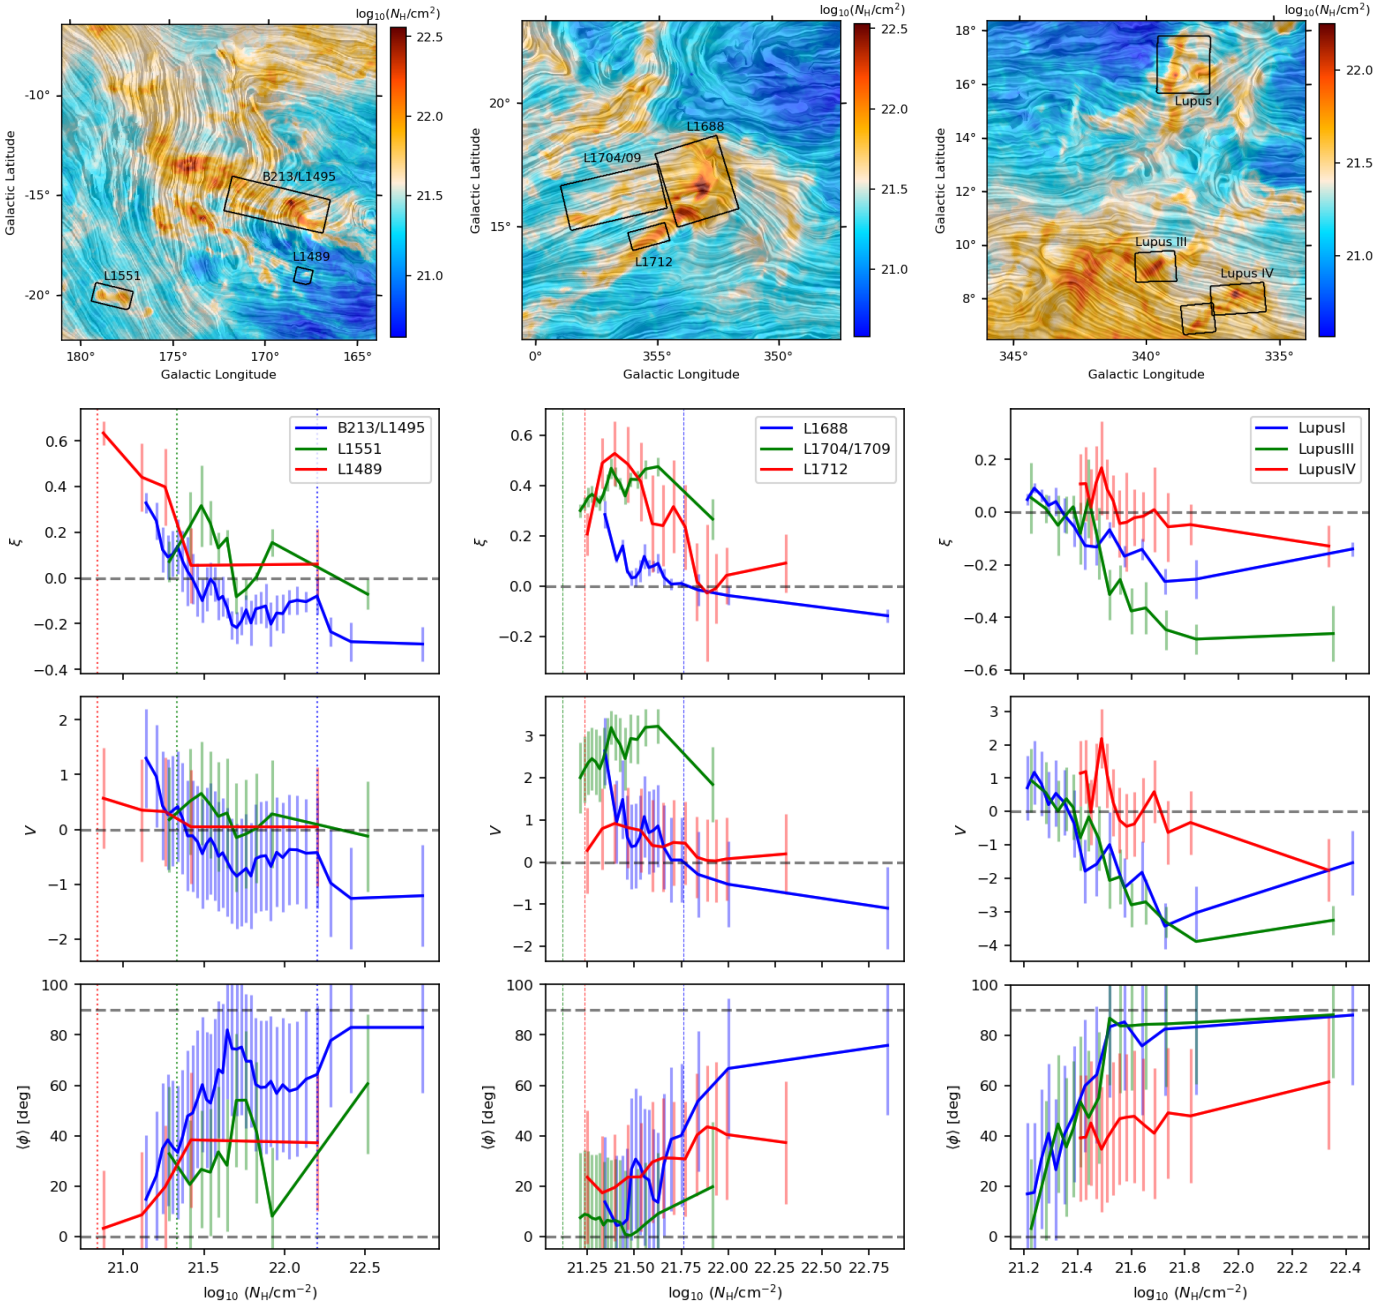 log₁₀(N_H/cm²)
22.5
22.0
21.5
21.0
-10°
-15°
-20°
Galactic Latitude
B213/L1495
L1489
L1551
180°
175°
170°
165°
Galactic Longitude
log₁₀(N_H/cm²)
22.5
22.0
21.5
21.0
20°
15°
Galactic Latitude
L1688
L1704/09
L1712
0°
355°
350°
Galactic Longitude
log₁₀(N_H/cm²)
22.0
21.5
21.0
18°
16°
14°
12°
10°
8°
Galactic Latitude
Lupus I
Lupus III
Lupus IV
345°
340°
335°
Galactic Longitude
0.6
0.4
0.2
0.0
−0.2
−0.4
ξ
B213/L1495
L1551
L1489
0.6
0.4
0.2
0.0
−0.2
ξ
L1688
L1704/1709
L1712
0.2
0.0
−0.2
−0.4
−0.6
ξ
LupusI
LupusIII
LupusIV
2
1
0
−1
−2
V
3
2
1
0
−1
−2
V
3
2
1
0
−1
−2
−3
−4
V
100
80
60
40
20
0
⟨ϕ⟩ [deg]
21.0
21.5
22.0
22.5
log₁₀ (N_H/cm⁻²)
100
80
60
40
20
0
⟨ϕ⟩ [deg]
21.25
21.50
21.75
22.00
22.25
22.50
22.75
log₁₀ (N_H/cm⁻²)
100
80
60
40
20
0
⟨ϕ⟩ [deg]
21.2
21.4
21.6
21.8
22.0
22.2
22.4
log₁₀ (N_H/cm⁻²)